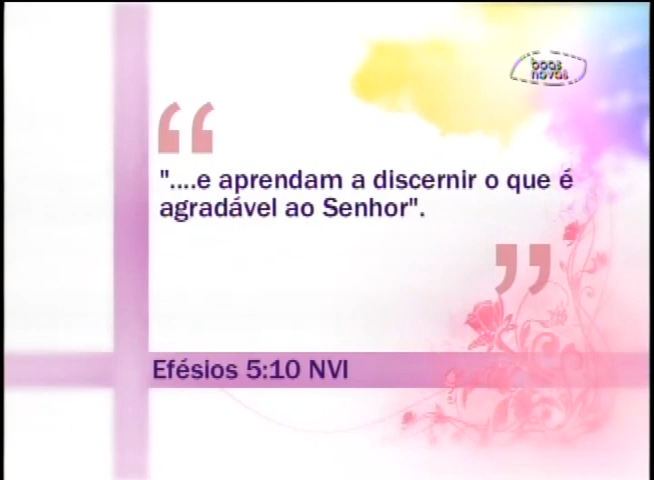 boas
novas
"....e aprendam a discernir o que é
agradável ao Senhor".
Efésios 5:10 NVI